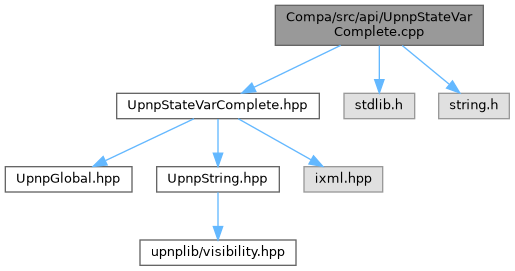 Compa/src/api/UpnpStateVar
Complete.cpp
UpnpStateVarComplete.hpp
stdlib.h
string.h
UpnpGlobal.hpp
UpnpString.hpp
ixml.hpp
upnplib/visibility.hpp